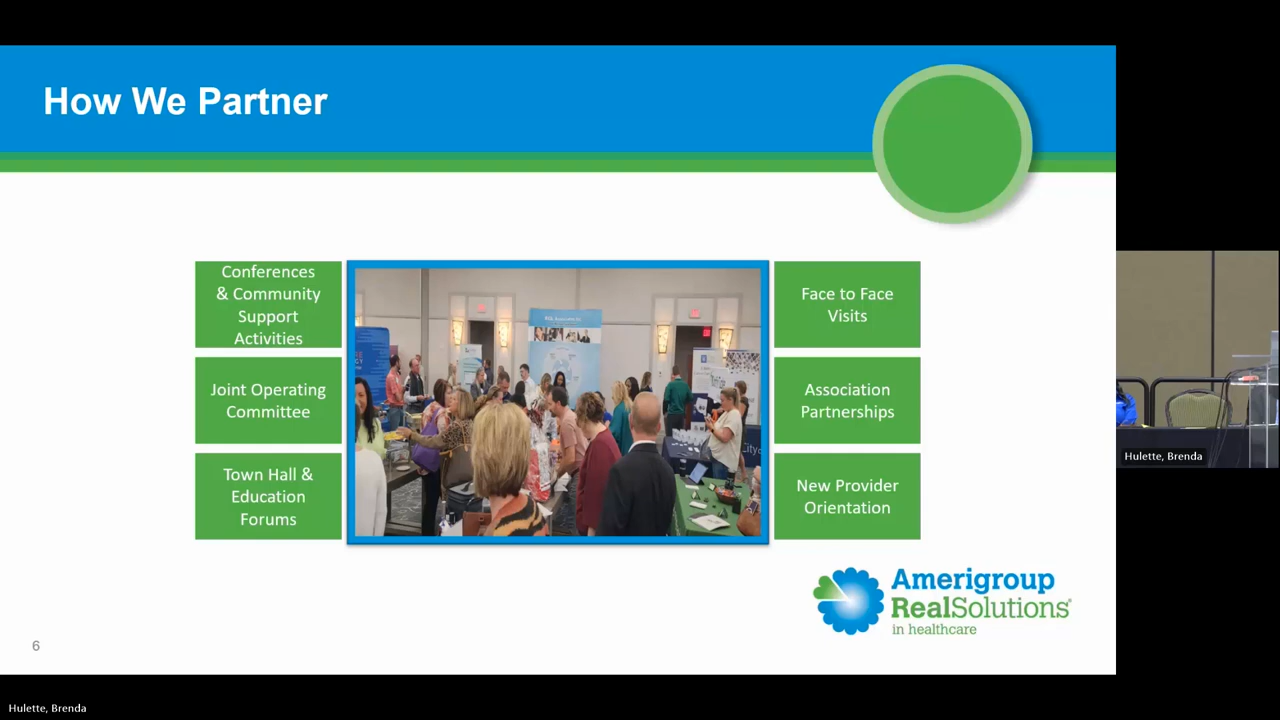 How We Partner
Conferences
& Community
Support
Activities
Joint Operating
Committee
Town Hall &
Education
Forums
Face to Face
Visits
Association
Partnerships
New Provider
Orientation
Amerigroup
RealSolutions®
in healthcare
6
Hulette, Brenda
Hulette, Brenda